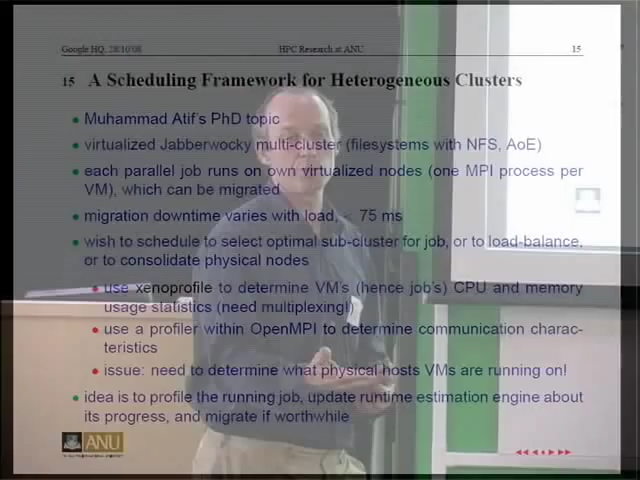 Google HQ, 28/10/08 HPC Research at ANU 15
15 A Scheduling Framework for Heterogeneous Clusters
Muhammad Atif's PhD topic
virtualized Jabberwocky multi-cluster (filesystems with NFS, AoE)
each parallel job runs on own virtualized nodes (one MPI process per
VM), which can be migrated
migration downtime varies with load, < 75 ms
wish to schedule to select optimal sub-cluster for job, or to load-balance,
or to consolidate physical nodes
use xenoprofile to determine VM's (hence job's) CPU and memory
usage statistics (need multiplexing!)
use a profiler within OpenMPI to determine communication charac-
teristics
issue: need to determine what physical hosts VMs are running on!
idea is to profile the running job, update runtime estimation engine about
its progress, and migrate if worthwhile
ANU